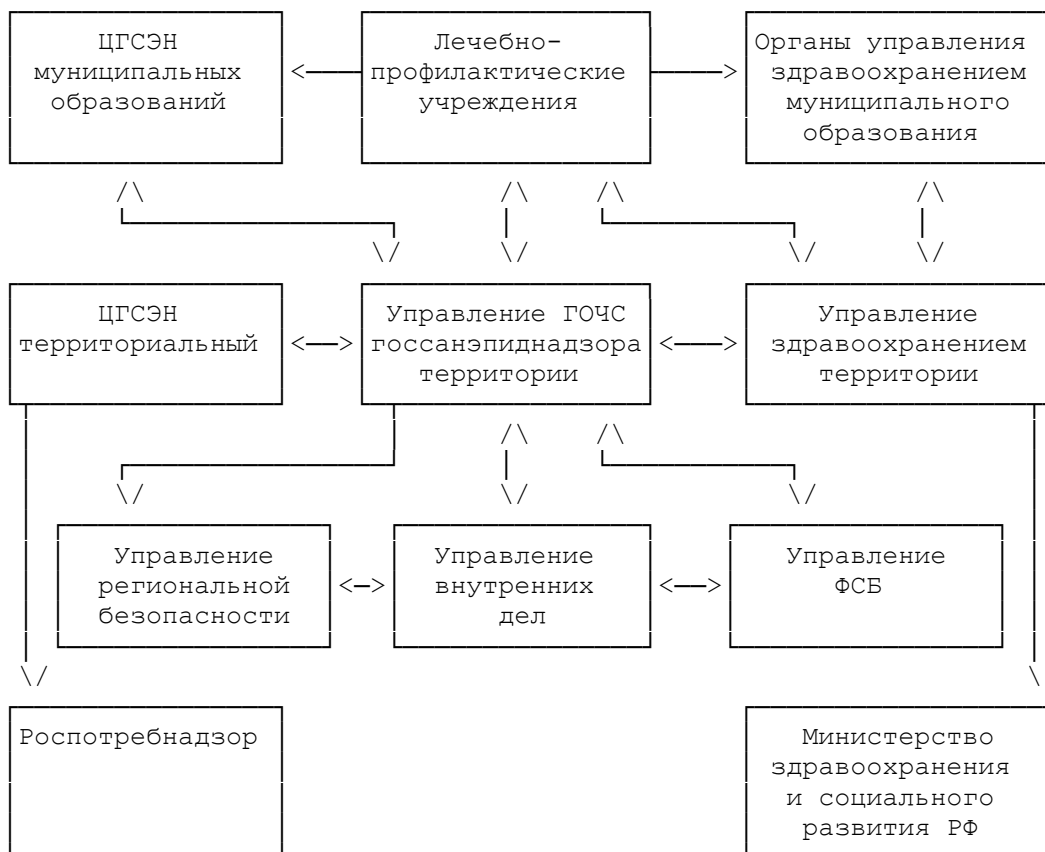 ЦГСЭН
муниципальных
образований
Лечебно-
профилактические
учреждения
Органы управления
здравоохранением
муниципального
образования
ЦГСЭН
территориальный
Управление ГОЧС
госсанэпиднадзора
территории
Управление
здравоохранением
территории
Управление
региональной
безопасности
Управление
внутренних
дел
Управление
ФСБ
Роспотребнадзор
Министерство
здравоохранения
и социального
развития РФ